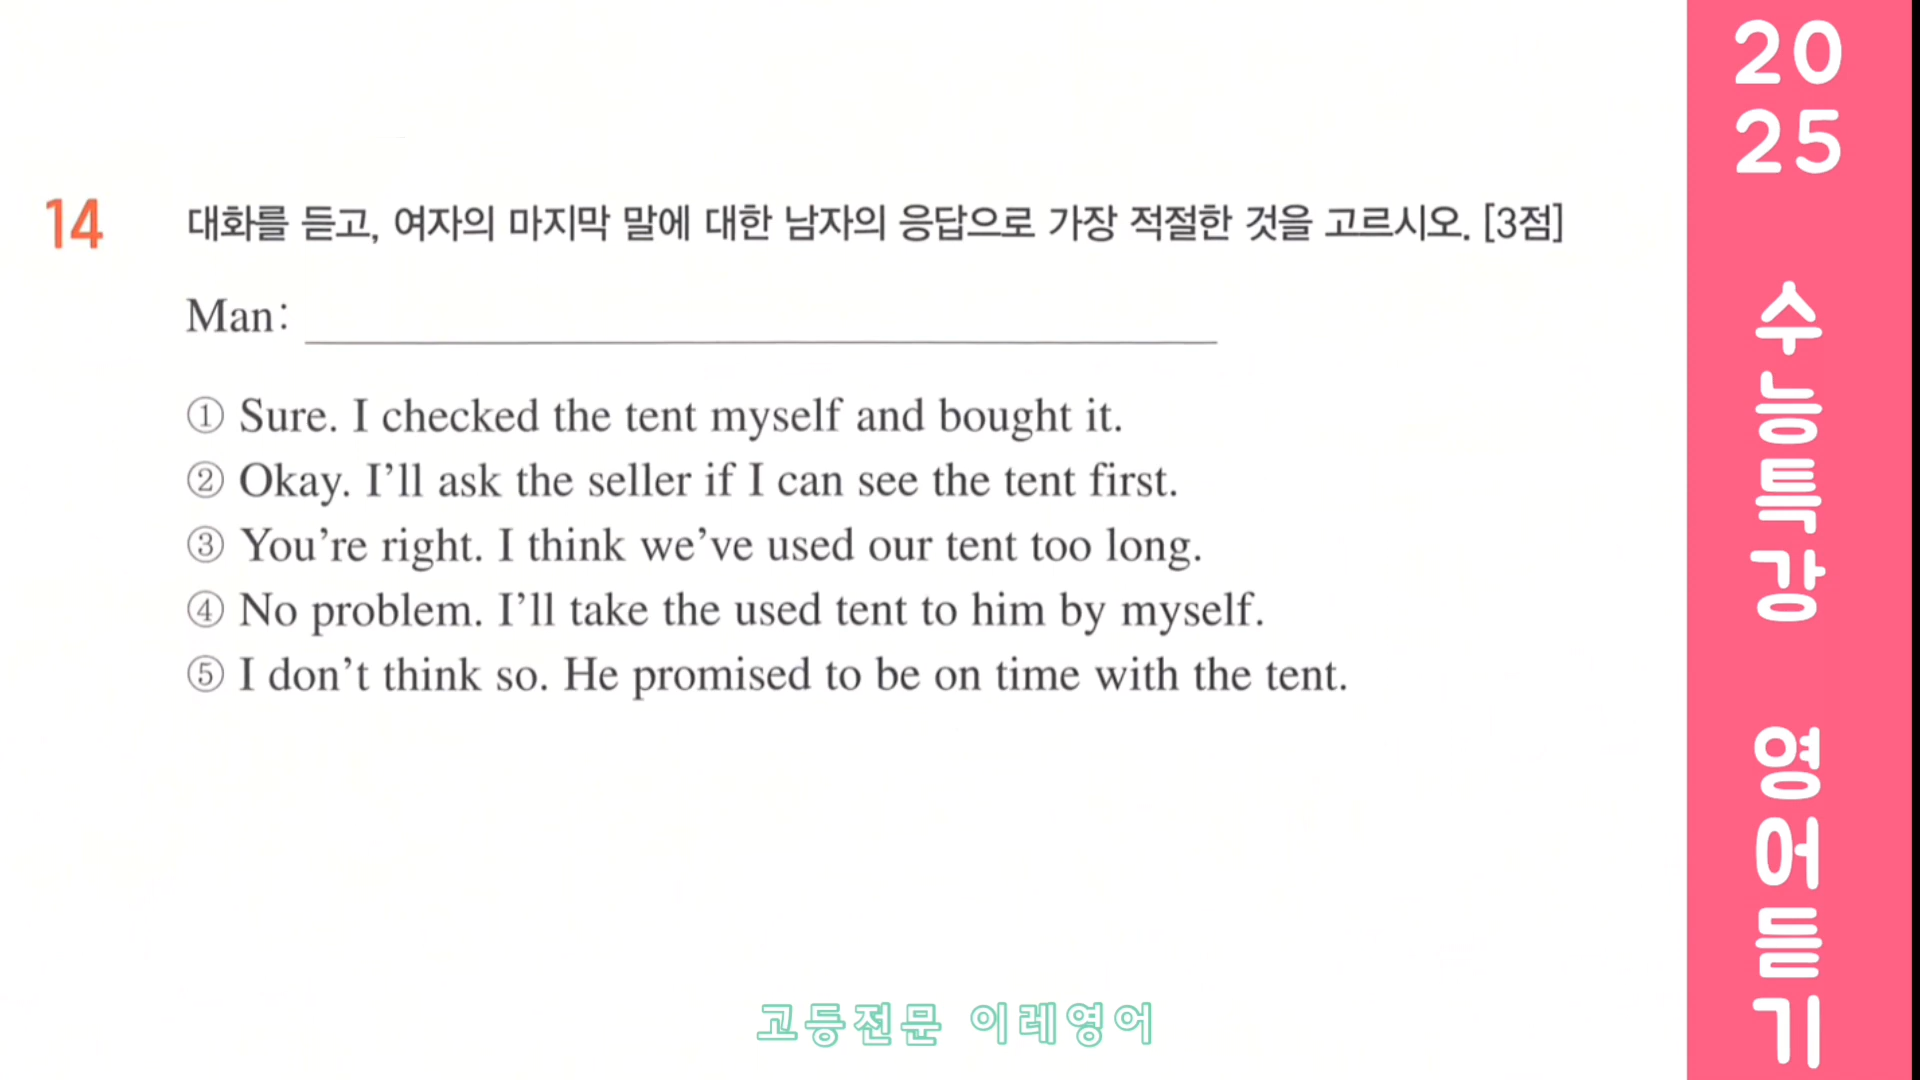 14 대화를 듣고, 여자의 마지막 말에 대한 남자의 응답으로 가장 적절한 것을 고르시오. [3점]
Man:
① Sure. I checked the tent myself and bought it.
② Okay. I’ll ask the seller if I can see the tent first.
③ You’re right. I think we’ve used our tent too long.
④ No problem. I’ll take the used tent to him by myself.
⑤ I don’t think so. He promised to be on time with the tent.
고등전문 이레영어
20
25
수능특강
영어듣기